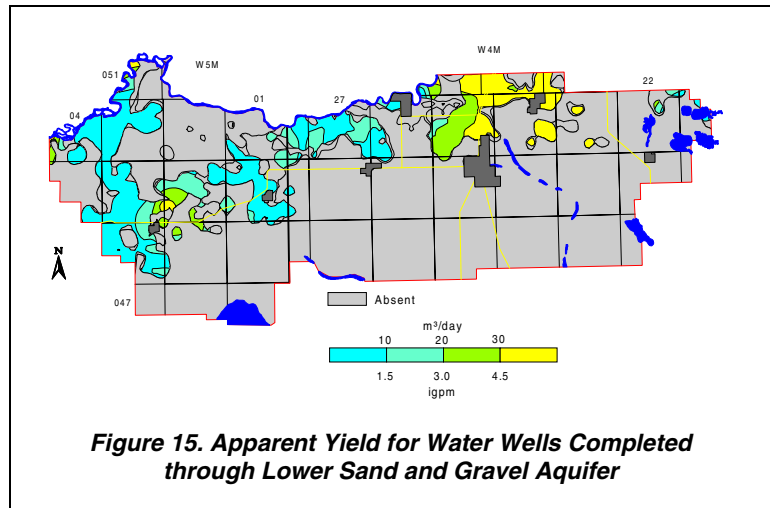 W4M
051
W5M
22
01
27
04
N
047
Absent
m³/day
10 20 30
1.5 3.0 4.5
igpm
Figure 15. Apparent Yield for Water Wells Completed
through Lower Sand and Gravel Aquifer